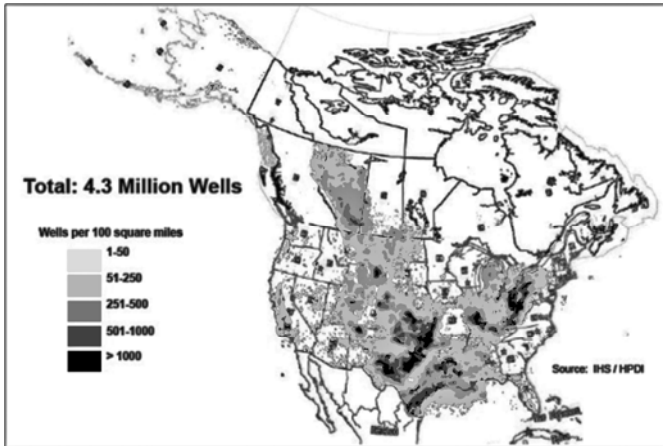 Total: 4.3 Million Wells
Wells per 100 square miles
1-50
51-250
251-500
501-1000
> 1000
Source: IHS / HPDI